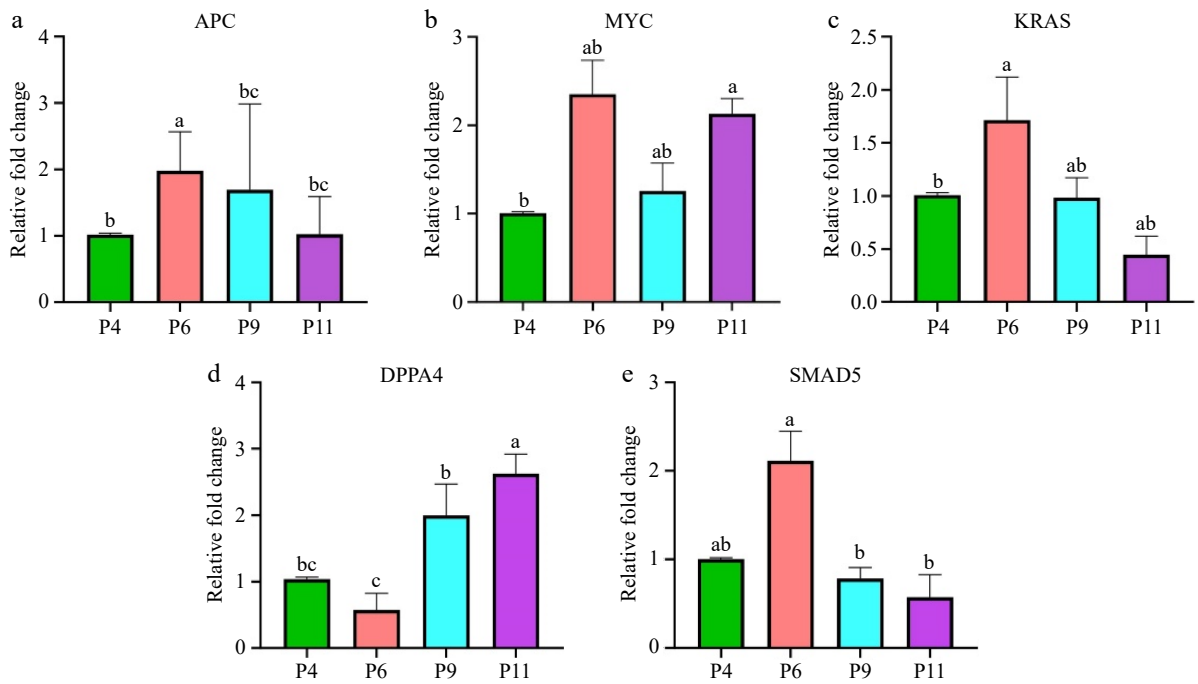 a
APC
Relative fold change
4
3
2
1
0
b
a
bc
bc
P4 P6 P9 P11
b
MYC
Relative fold change
3
2
1
0
b
ab
ab
a
P4 P6 P9 P11
c
KRAS
Relative fold change
2.5
2.0
1.5
1.0
0.5
0.0
b
a
ab
ab
P4 P6 P9 P11
d
DPPA4
Relative fold change
4
3
2
1
0
bc
c
b
a
P4 P6 P9 P11
e
SMAD5
Relative fold change
3
2
1
0
ab
a
b
b
P4 P6 P9 P11